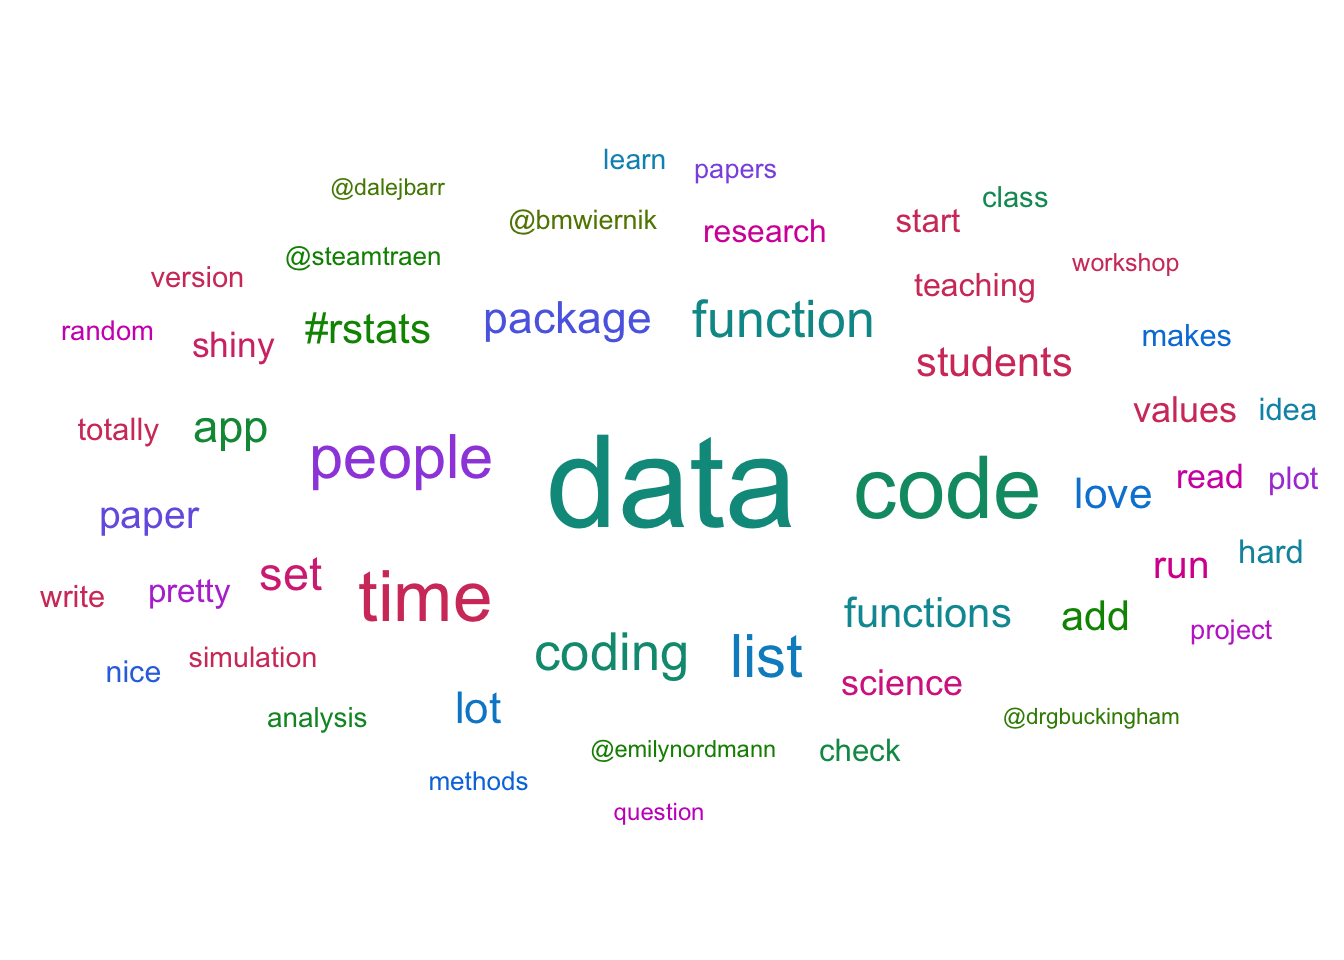 learn
papers
@dalejbarr
class
@bmwiernik
start
research
@steamtraen
workshop
version
teaching
package
function
random
#rstats
makes
shiny
students
values
idea
totally
app
people
data
code
love
read
plot
paper
hard
run
set
pretty
write
time
functions
add
project
coding
list
simulation
nice
science
lot
analysis
@drgbuckingham
@emilynordmann
check
methods
question